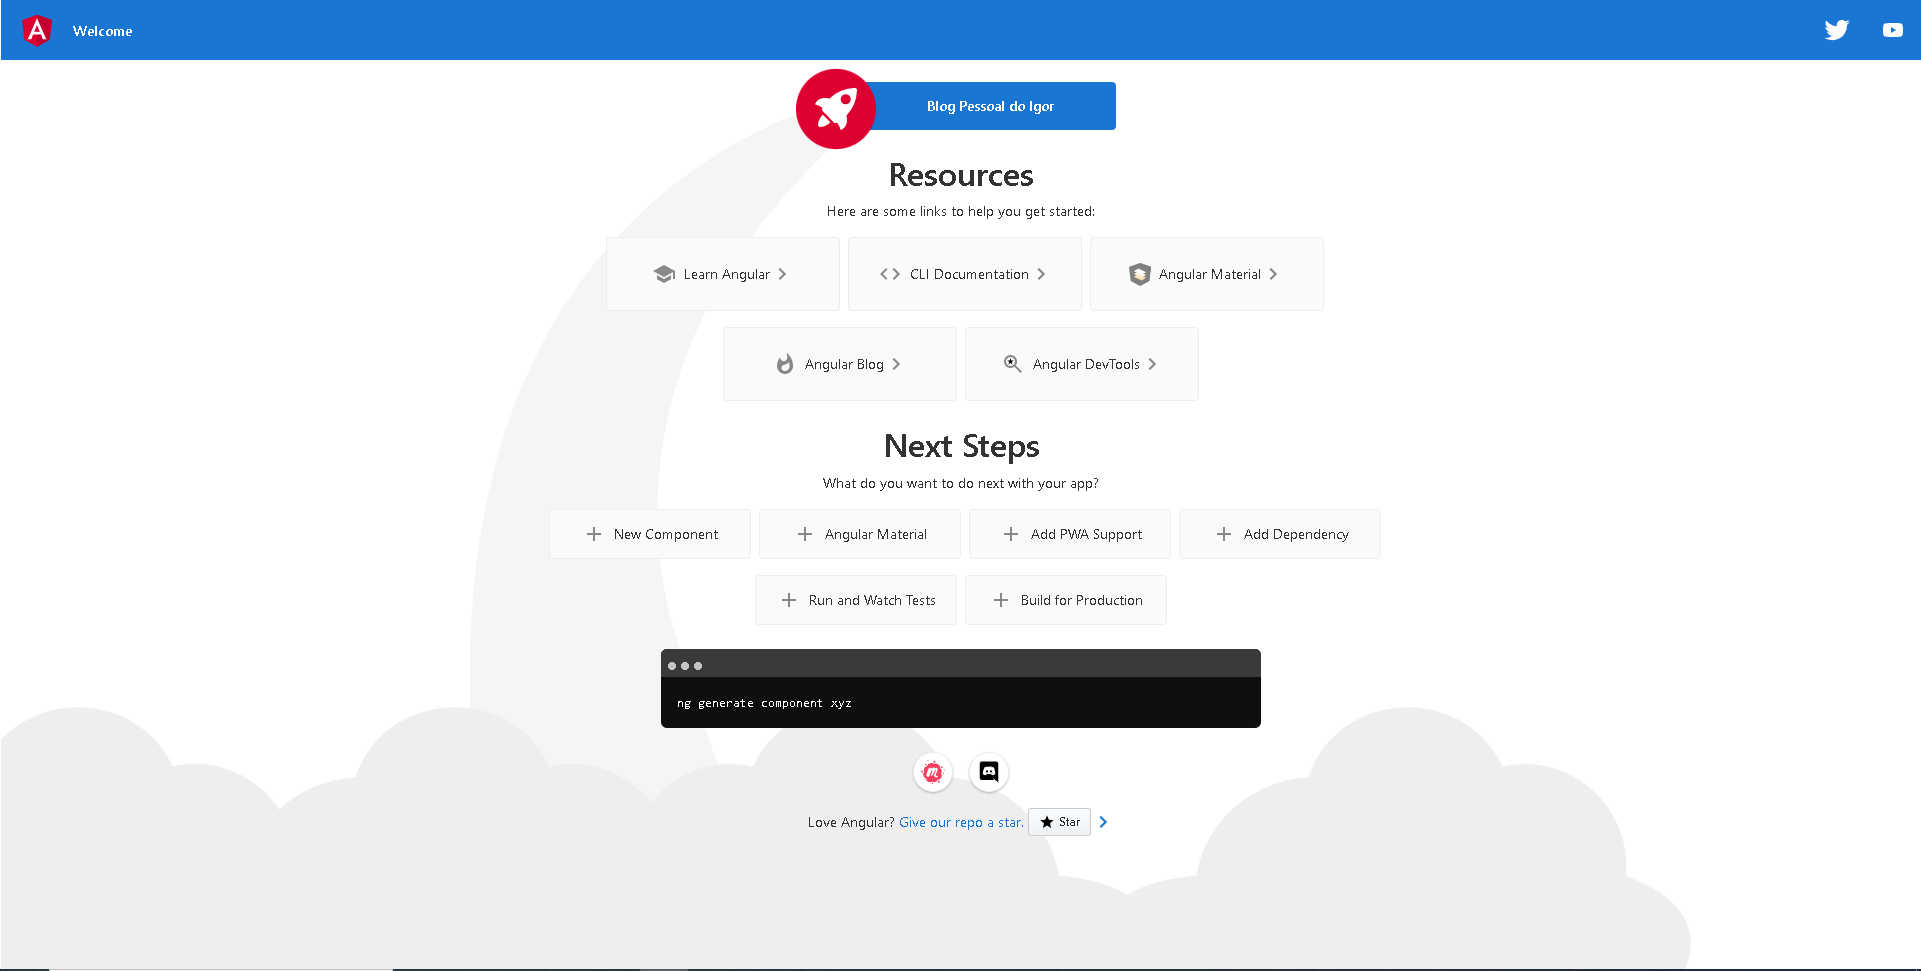 Welcome
Blog Pessoal do Igor
Resources
Here are some links to help you get started:
Learn Angular
CLI Documentation
Angular Material
Angular Blog
Angular DevTools
Next Steps
What do you want to do next with your app?
New Component
Angular Material
Add PWA Support
Add Dependency
Run and Watch Tests
Build for Production
ng generate component xyz
Love Angular? Give our repo a star. Star